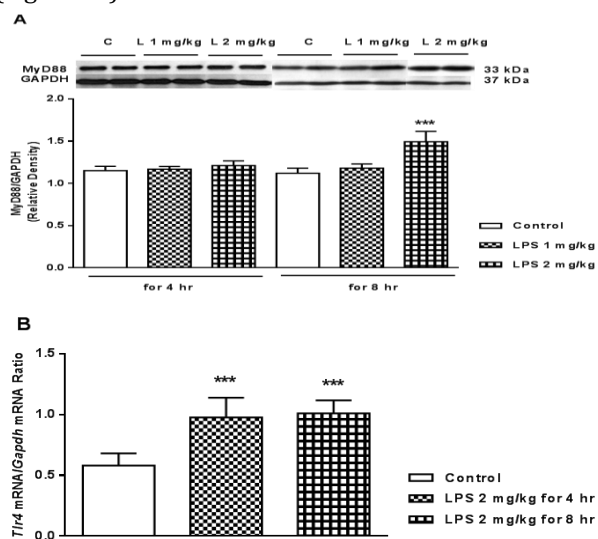 A
C L 1 mg/kg L 2 mg/kg C L 1 mg/kg L 2 mg/kg
MyD88 33 kDa
GAPDH 37 kDa
MyD88/GAPDH
(Relative Density)
2.0
1.5
1.0
0.5
0.0
***
for 4 hr for 8 hr
Control
LPS 1 mg/kg
LPS 2 mg/kg
B
Tlr4 mRNA/Gapdh mRNA Ratio
1.5
1.0
0.5
0.0
*** ***
Control
LPS 2 mg/kg for 4 hr
LPS 2 mg/kg for 8 hr